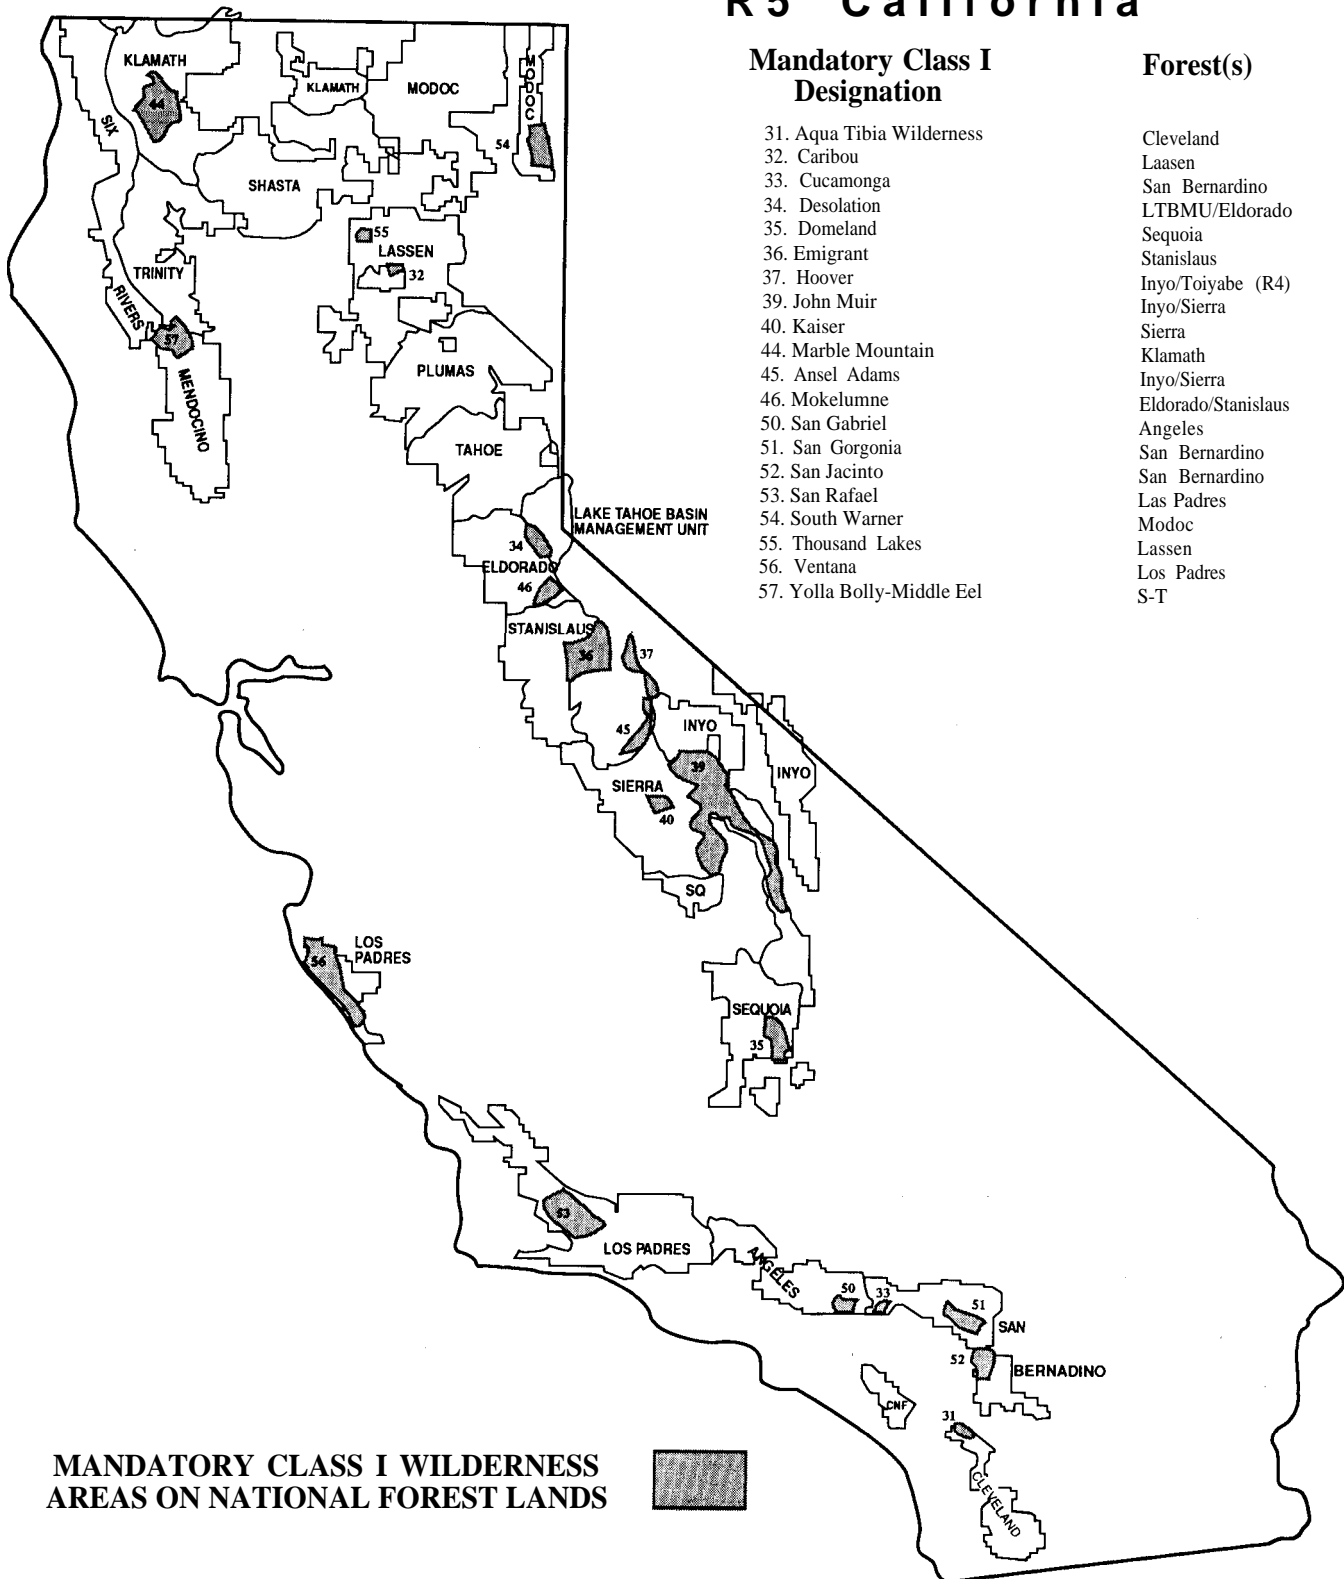 R5 California
Mandatory Class I
Designation
Forest(s)
31. Aqua Tibia Wilderness
32. Caribou
33. Cucamonga
34. Desolation
35. Domeland
36. Emigrant
37. Hoover
39. John Muir
40. Kaiser
44. Marble Mountain
45. Ansel Adams
46. Mokelumne
50. San Gabriel
51. San Gorgonia
52. San Jacinto
53. San Rafael
54. South Warner
55. Thousand Lakes
56. Ventana
57. Yolla Bolly-Middle Eel
Cleveland
Laasen
San Bernardino
LTBMU/Eldorado
Sequoia
Stanislaus
Inyo/Toiyabe (R4)
Inyo/Sierra
Sierra
Klamath
Inyo/Sierra
Eldorado/Stanislaus
Angeles
San Bernardino
San Bernardino
Las Padres
Modoc
Lassen
Los Padres
S-T
KLAMATH
44
SIX
RIVERS
KLAMATH
MODOC
MODOC
54
SHASTA
55
LASSEN
32
TRINITY
57
MENDOCINO
PLUMAS
TAHOE
LAKE TAHOE BASIN
MANAGEMENT UNIT
34
ELDORADO
46
STANISLAUS
36
37
45
INYO
39
INYO
SIERRA
40
SQ
LOS
PADRES
56
SEQUOIA
35
53
LOS PADRES
ANGELES
50
33
51
SAN
52
BERNADINO
CNF
31
CLEVELAND
MANDATORY CLASS I WILDERNESS
AREAS ON NATIONAL FOREST LANDS